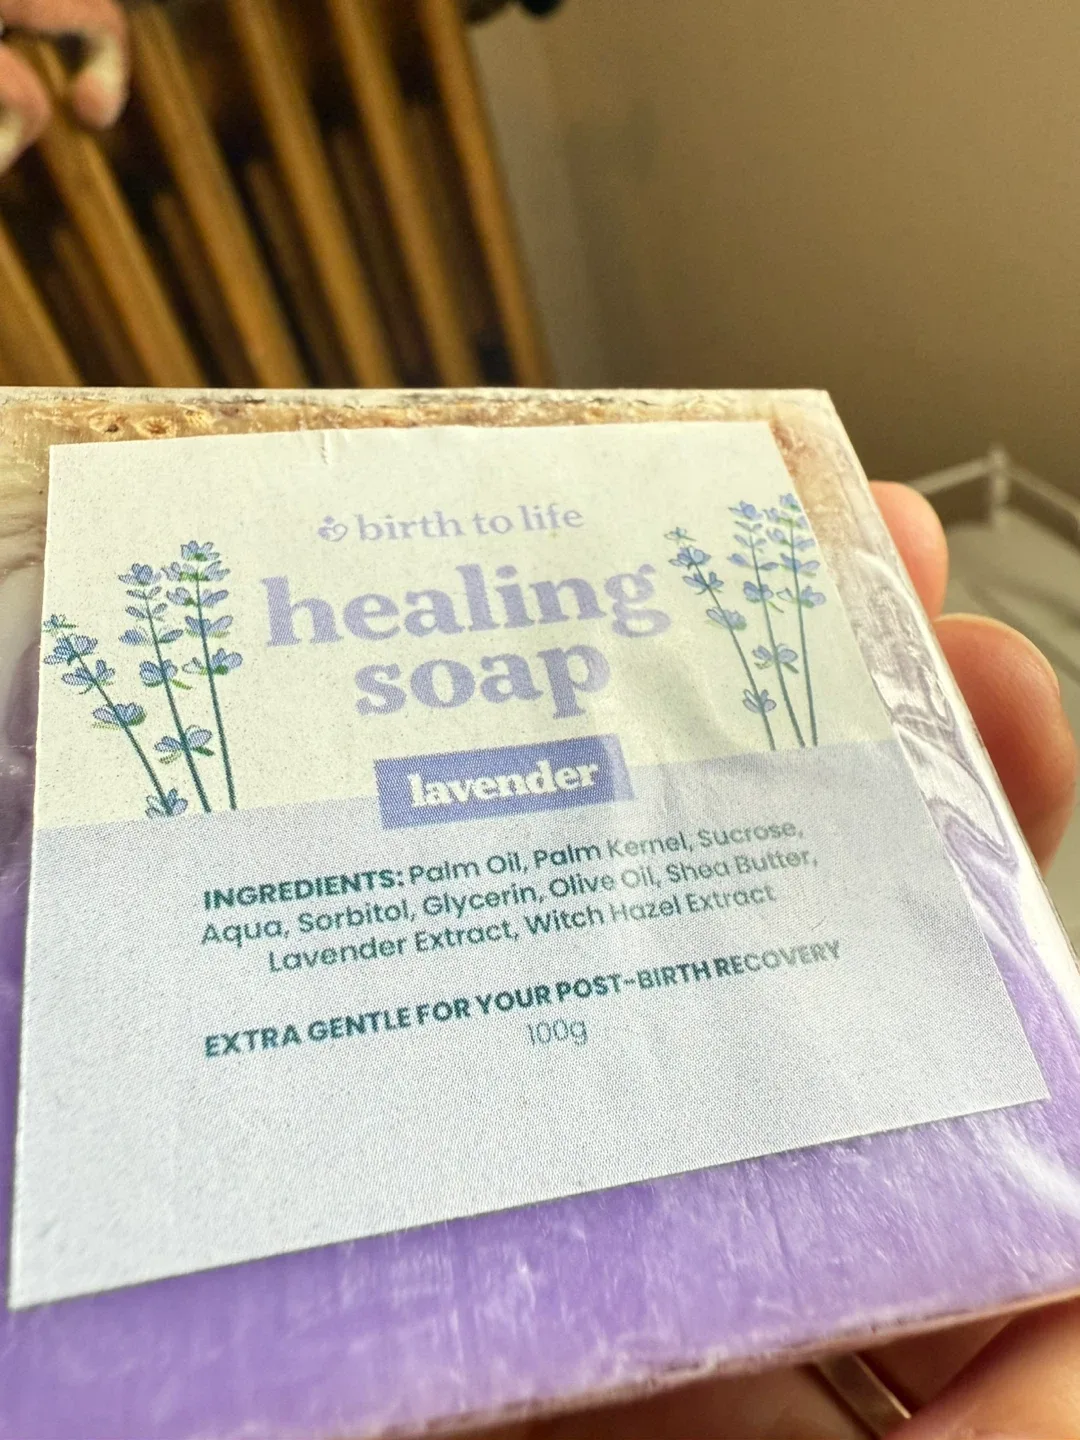 birth to life
healing
soap
lavender
INGREDIENTS: Palm Oil, Palm Kernel, Sucrose,
Aqua, Sorbitol, Glycerin, Olive Oil, Shea Butter,
Lavender Extract, Witch Hazel Extract
EXTRA GENTLE FOR YOUR POST-BIRTH RECOVERY
100g